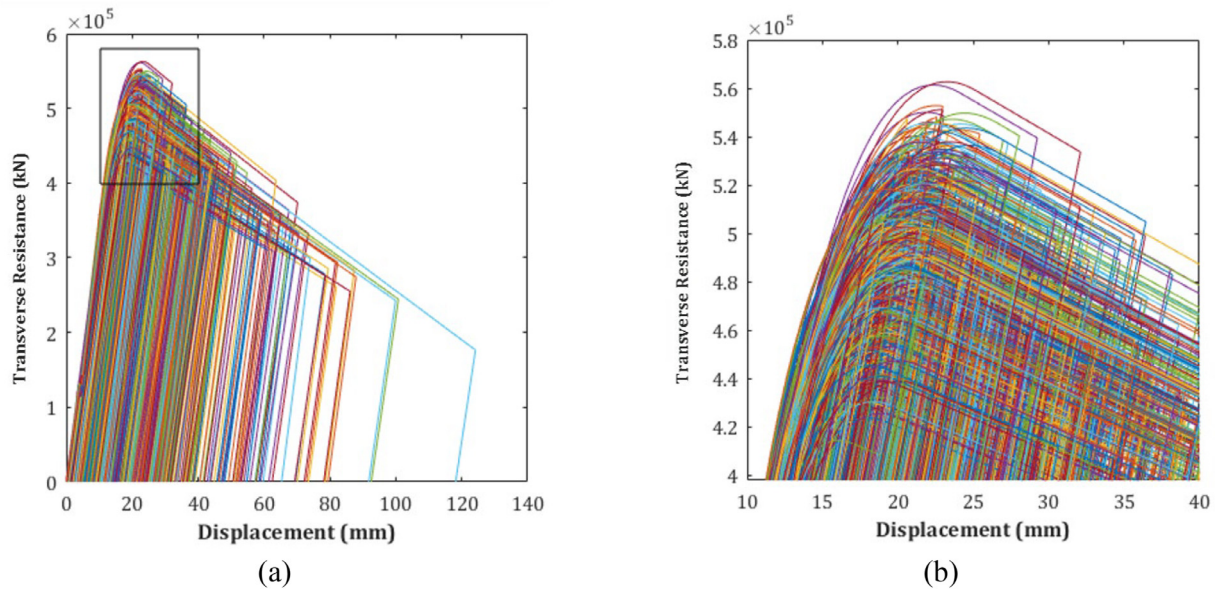 ×10⁵
6
5
4
3
2
1
0
Transverse Resistance (kN)
0 20 40 60 80 100 120 140
Displacement (mm)
(a)
×10⁵
5.8
5.6
5.4
5.2
5
4.8
4.6
4.4
4.2
4
Transverse Resistance (kN)
10 15 20 25 30 35 40
Displacement (mm)
(b)